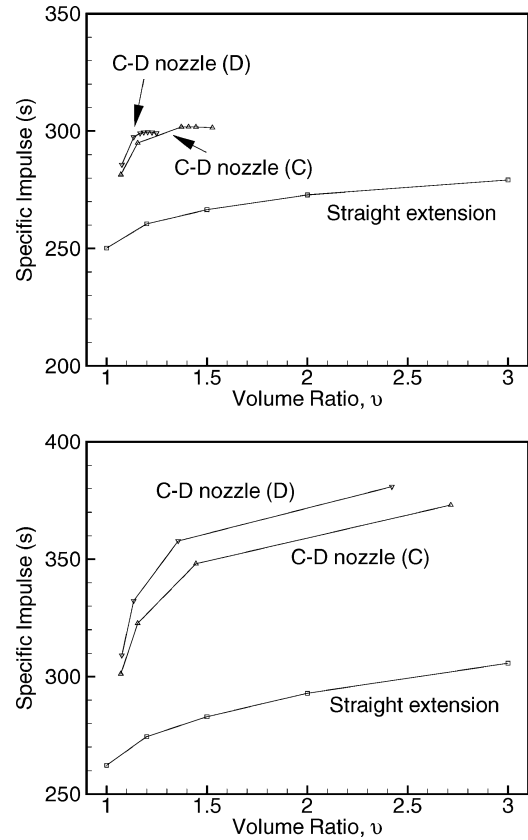 350
C-D nozzle (D)
300
C-D nozzle (C)
Straight extension
250
200
1 1.5 2 2.5 3
Volume Ratio, υ
Specific Impulse (s)
400
C-D nozzle (D)
350
C-D nozzle (C)
300
Straight extension
250
1 1.5 2 2.5 3
Volume Ratio, υ
Specific Impulse (s)